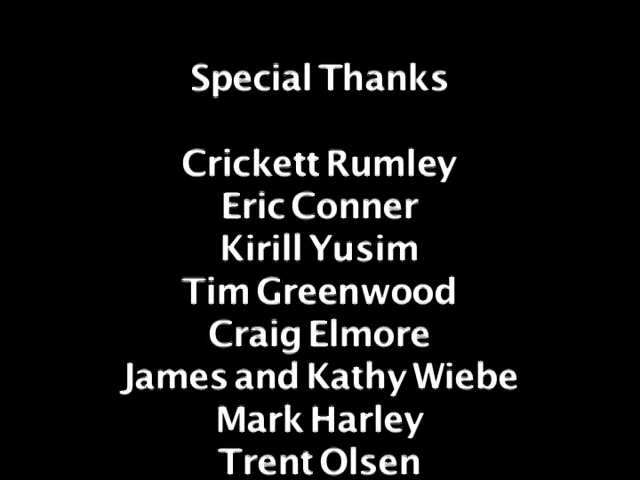 Special Thanks
Crickett Rumley
Eric Conner
Kirill Yusim
Tim Greenwood
Craig Elmore
James and Kathy Wiebe
Mark Harley
Trent Olsen